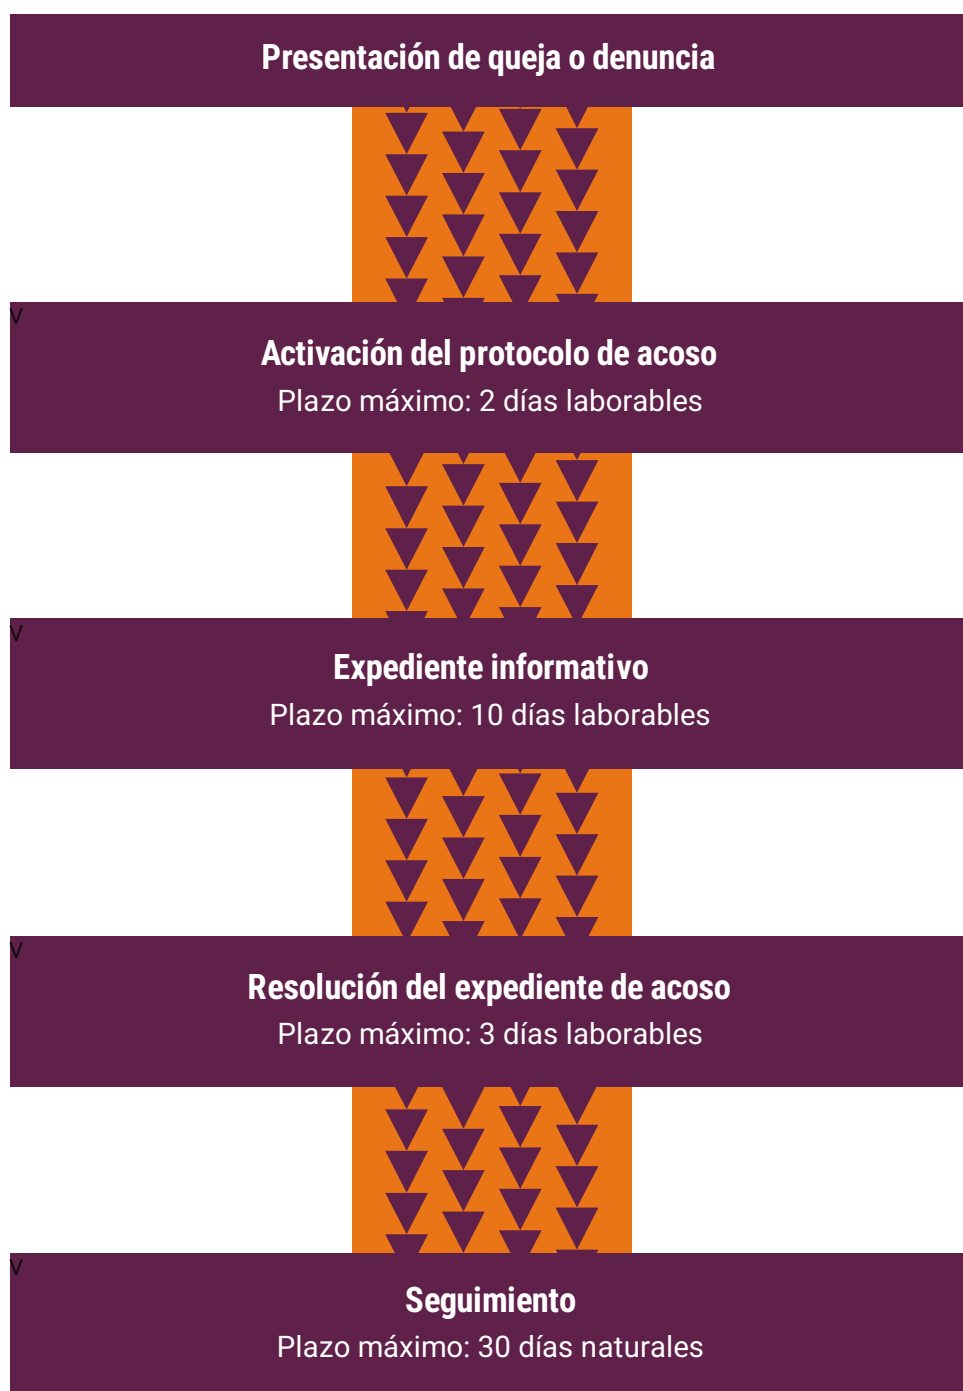 Presentación de queja o denuncia
V
Activación del protocolo de acoso
Plazo máximo: 2 días laborables
V
Expediente informativo
Plazo máximo: 10 días laborables
V
Resolución del expediente de acoso
Plazo máximo: 3 días laborables
V
Seguimiento
Plazo máximo: 30 días naturales